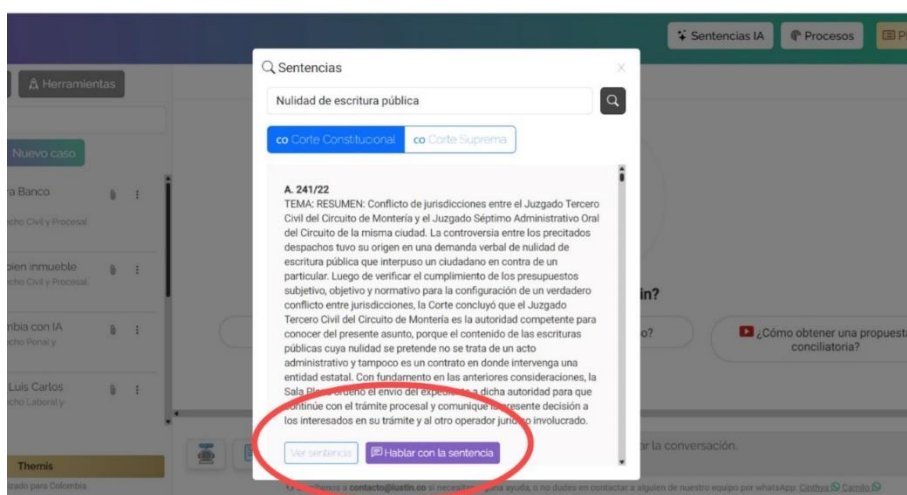 Sentencias IA
Procesos
Herramientas
Sentencias
Nulidad de escritura pública
Nuevo caso
co Corte Constitucional
co Corte Suprema
Banco
A. 241/22
TEMA: RESUMEN: Conflicto de jurisdicciones entre el Juzgado Tercero
Civil del Circuito de Montería y el Juzgado Séptimo Administrativo Oral
del Circuito de la misma ciudad. La controversia entre los precitados
despachos tuvo su origen en una demanda verbal de nulidad de
escritura pública que interpuso un ciudadano en contra de un
particular. Luego de verificar el cumplimiento de los presupuestos
subjetivo, objetivo y normativo para la configuración de un verdadero
conflicto entre jurisdicciones, la Corte concluyó que el Juzgado
Tercero Civil del Circuito de Montería es la autoridad competente para
conocer del presente asunto, porque el contenido de las escrituras
públicas cuya nulidad se pretende no se trata de un acto
administrativo y tampoco es un contrato en donde intervenga una
entidad estatal. Con fundamento en las anteriores consideraciones, la
Sala Plena ordenó el envío del expediente a dicha autoridad para que
continúe con el trámite procesal y comunique la presente decisión a
los interesados en su trámite y al otro operador jurídico involucrado.
Ver sentencia
Hablar con la sentencia
bien inmueble
Civil y Procesal
con IA
Penal y
Luis Carlos
Laboral y
Themis
para Colombia
in?
¿Cómo obtener una propuesta
conciliatoria?
la conversación.
a contacto@iustin.co si necesitas ayuda, o no dudes en contactar a alguien de nuestro equipo por whatsApp: Cinthya Camilo